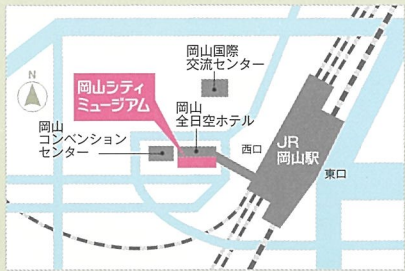 岡山国際
交流センター
N
岡山シティ
ミュージアム
岡山
全日空ホテル
岡山
コンベンション
センター
西口
JR
岡山駅
東口